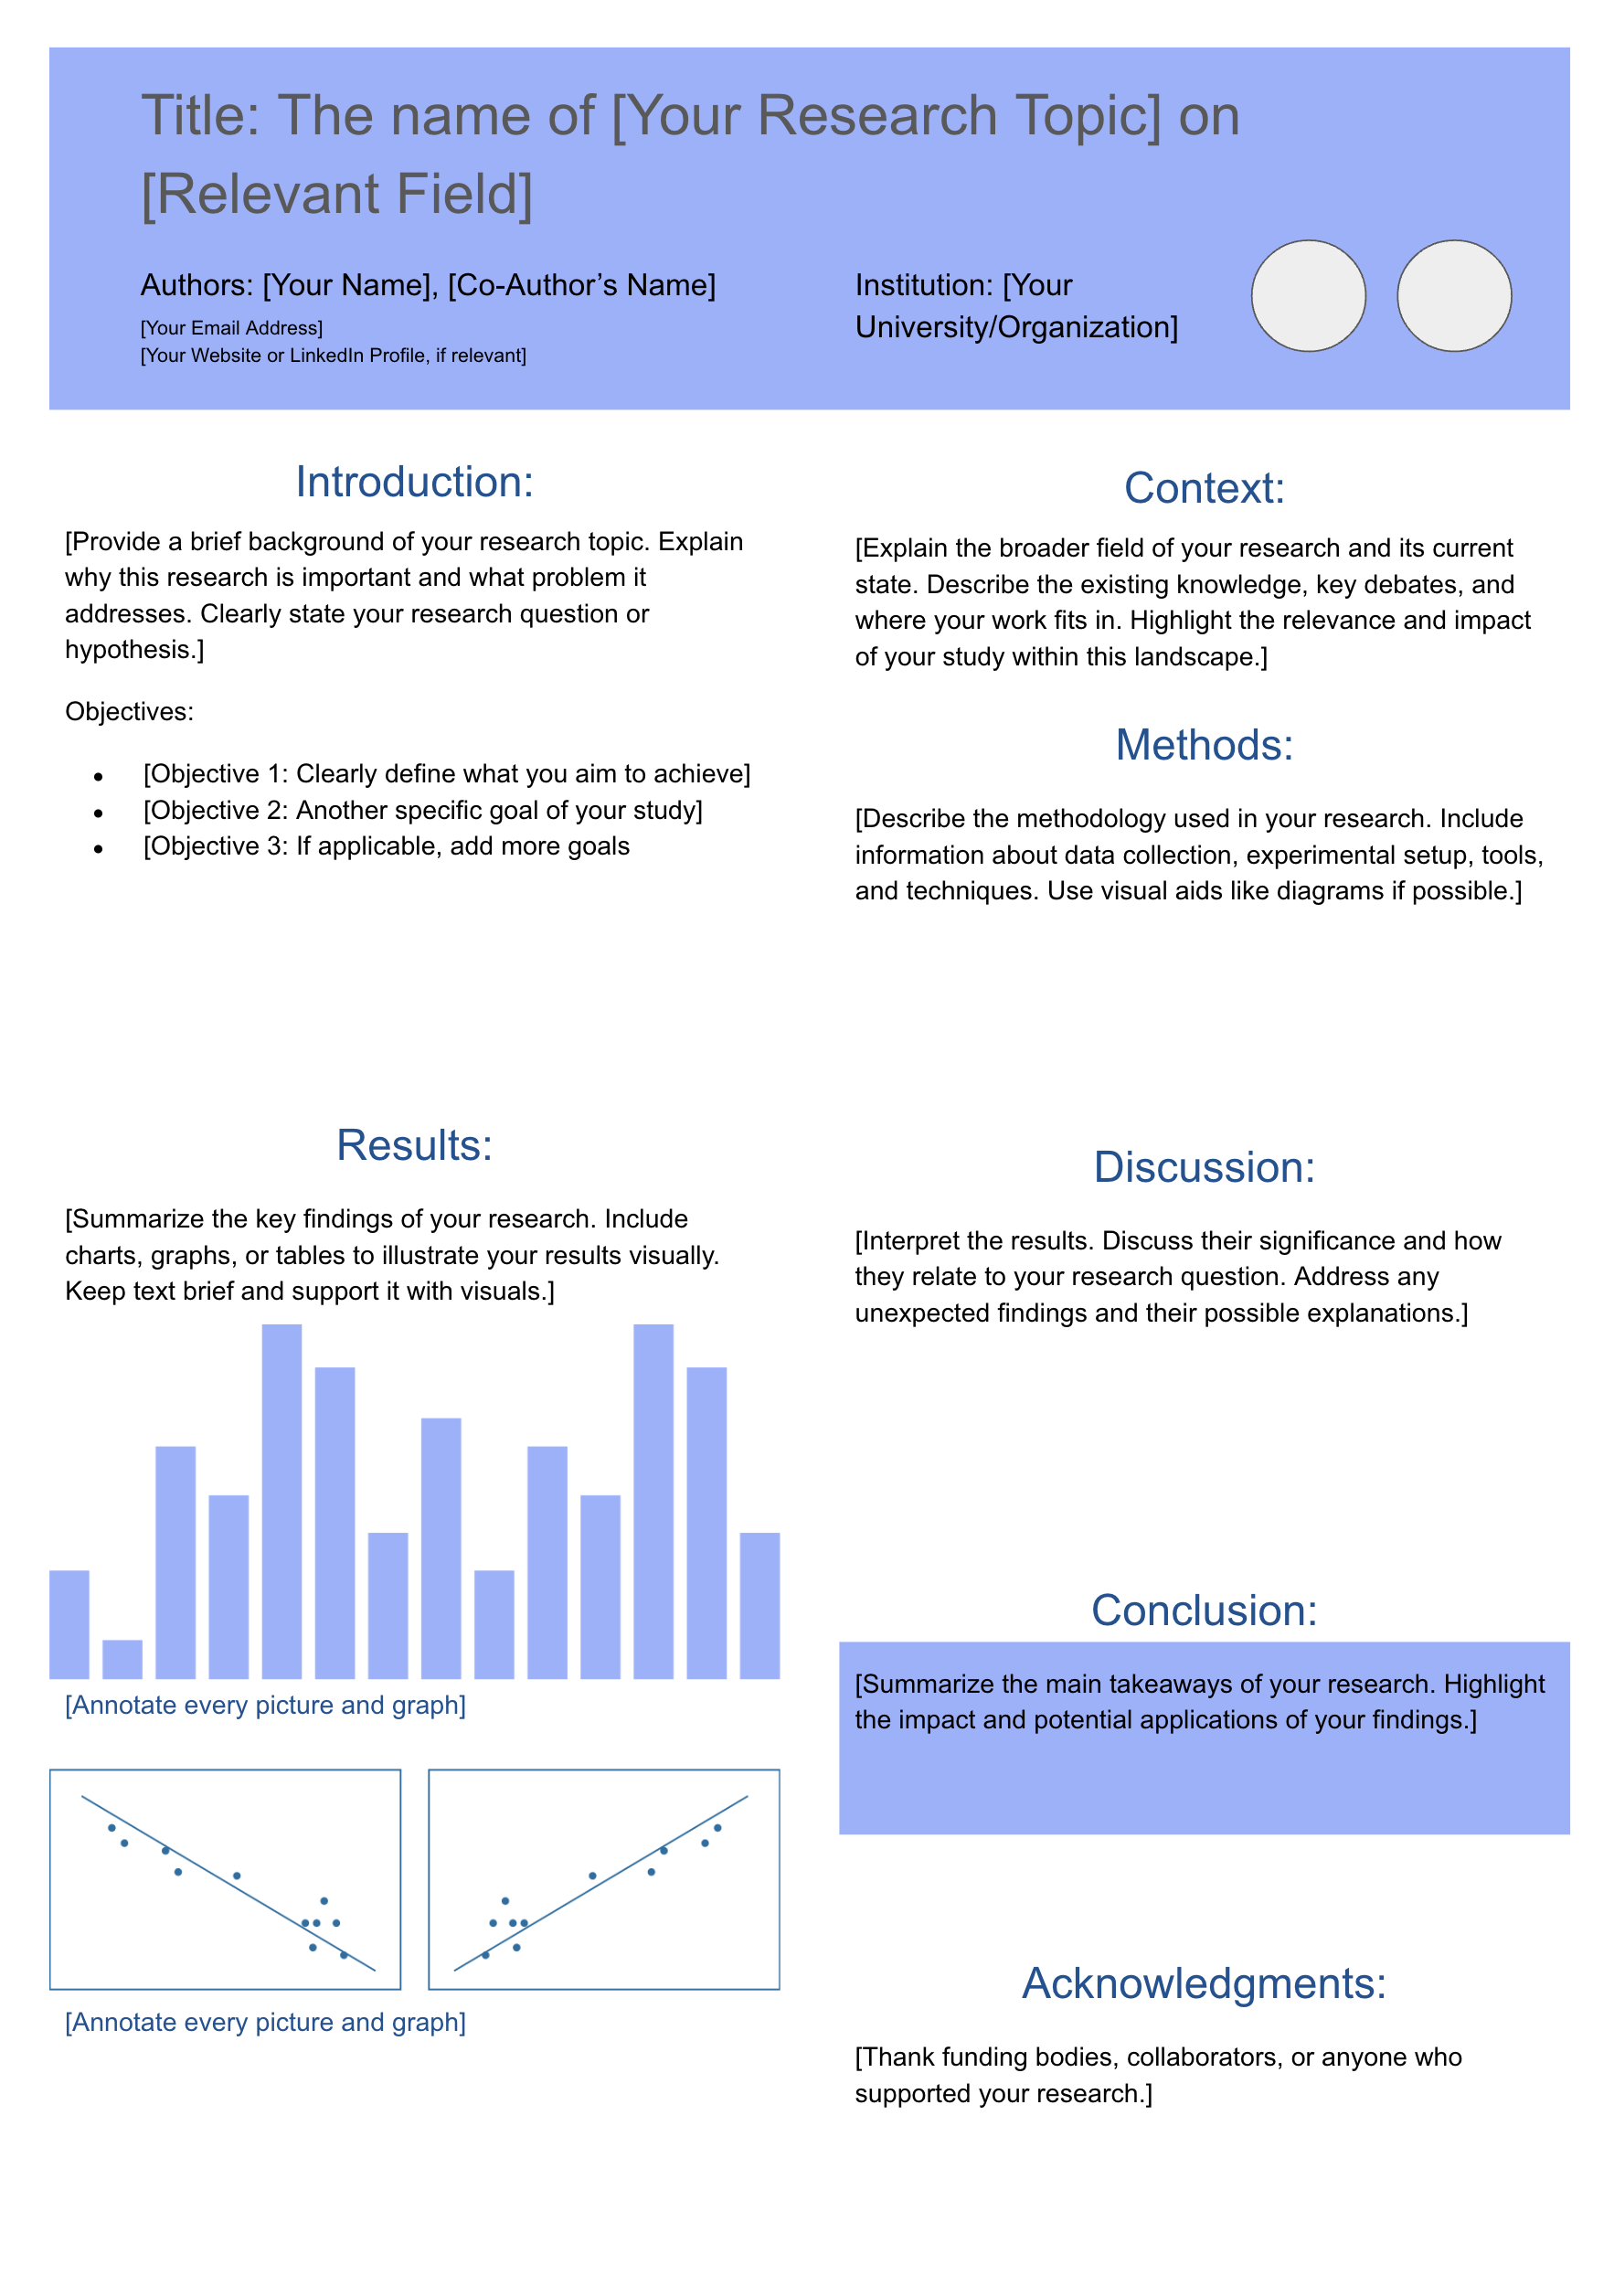 Title: The name of [Your Research Topic] on
[Relevant Field]
Authors: [Your Name], [Co-Author’s Name]
[Your Email Address]
[Your Website or LinkedIn Profile, if relevant]
Institution: [Your
University/Organization]
Introduction:
[Provide a brief background of your research topic. Explain
why this research is important and what problem it
addresses. Clearly state your research question or
hypothesis.]
Objectives:
● [Objective 1: Clearly define what you aim to achieve]
● [Objective 2: Another specific goal of your study]
● [Objective 3: If applicable, add more goals
Results:
[Summarize the key findings of your research. Include
charts, graphs, or tables to illustrate your results visually.
Keep text brief and support it with visuals.]
[Annotate every picture and graph]
[Annotate every picture and graph]
Context:
[Explain the broader field of your research and its current
state. Describe the existing knowledge, key debates, and
where your work fits in. Highlight the relevance and impact
of your study within this landscape.]
Methods:
[Describe the methodology used in your research. Include
information about data collection, experimental setup, tools,
and techniques. Use visual aids like diagrams if possible.]
Discussion:
[Interpret the results. Discuss their significance and how
they relate to your research question. Address any
unexpected findings and their possible explanations.]
Conclusion:
[Summarize the main takeaways of your research. Highlight
the impact and potential applications of your findings.]
Acknowledgments:
[Thank funding bodies, collaborators, or anyone who
supported your research.]